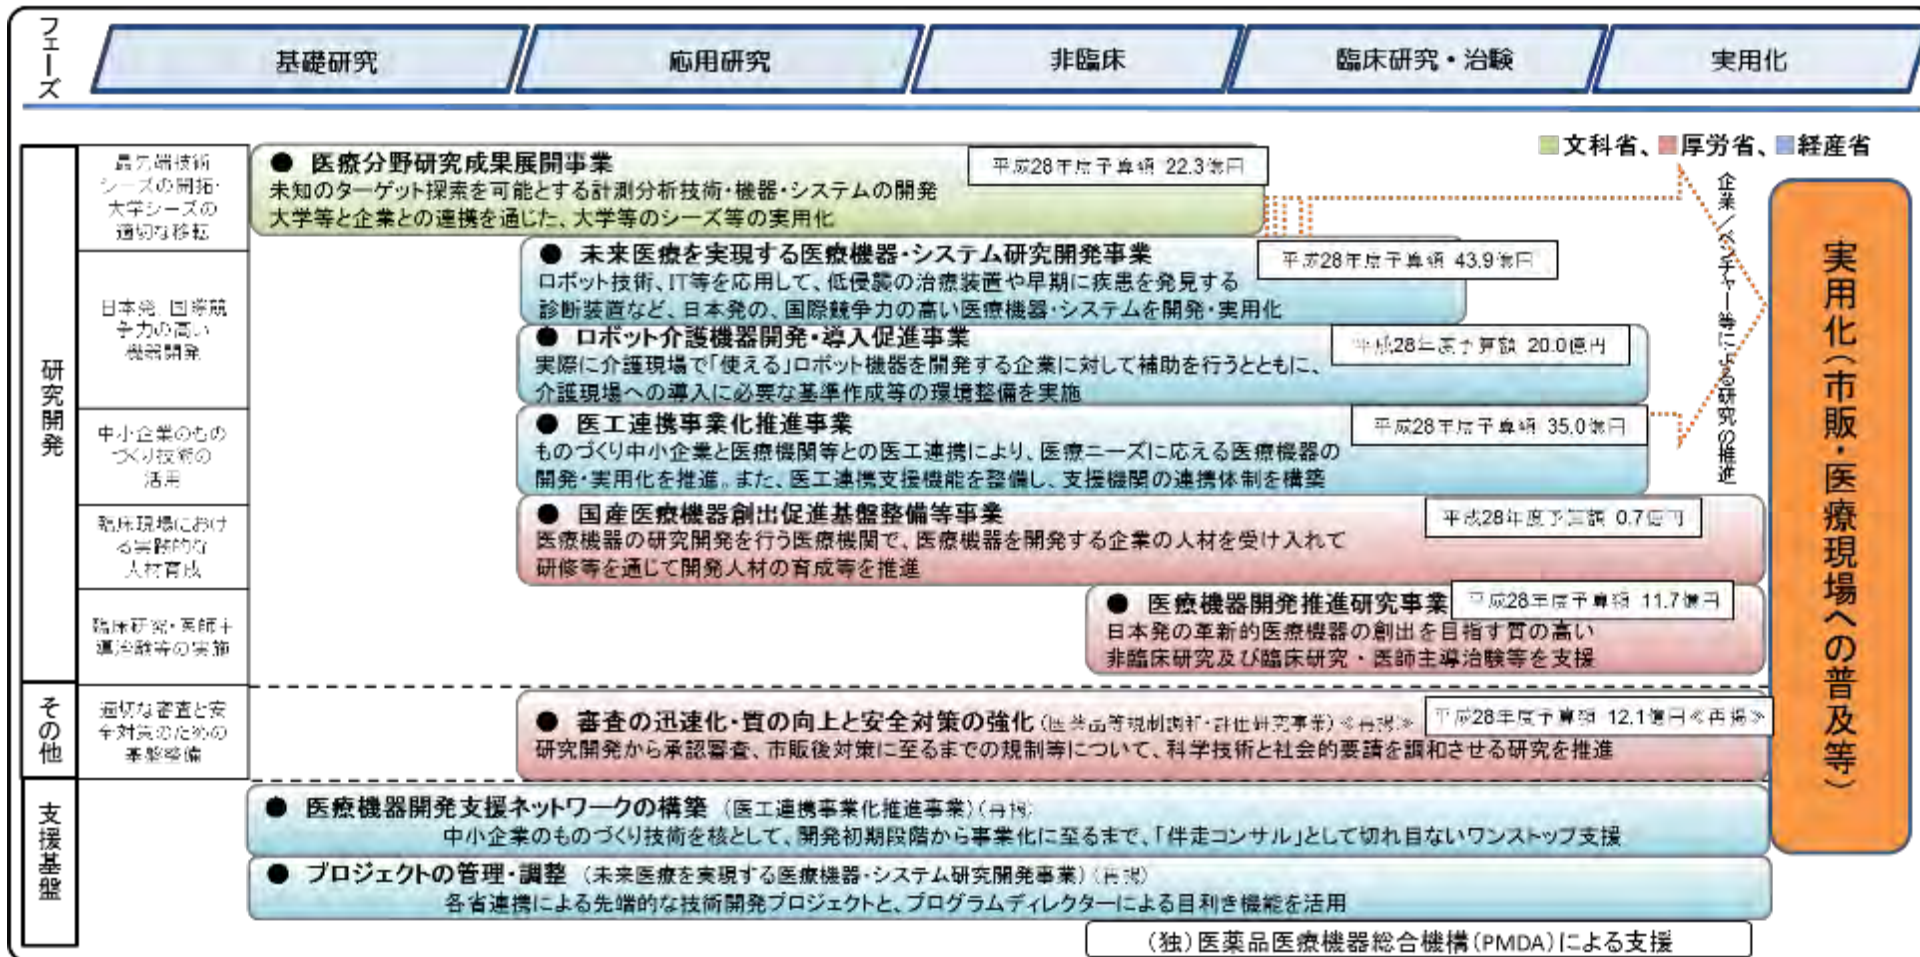 フェーズ
基礎研究
応用研究
非臨床
臨床研究・治験
実用化
■文科省、■厚労省、■経産省
研究開発
最先端技術
シーズの開拓・
大学シーズの
適切な移転
● 医療分野研究成果展開事業
平成28年度予算額 22.3億円
未知のターゲット探索を可能とする計測分析技術・機器・システムの開発
大学等と企業との連携を通じた、大学等のシーズ等の実用化
日本発、国際競
争力の高い
機器開発
● 未来医療を実現する医療機器・システム研究開発事業
平成28年度予算額 43.9億円
ロボット技術、IT等を応用して、低侵襲の治療装置や早期に疾患を発見する
診断装置など、日本発の、国際競争力の高い医療機器・システムを開発・実用化
● ロボット介護機器開発・導入促進事業
平成28年度予算額 20.0億円
実際に介護現場で「使える」ロボット機器を開発する企業に対して補助を行うとともに、
介護現場への導入に必要な基準作成等の環境整備を実施
中小企業のもの
づくり技術の
活用
● 医工連携事業化推進事業
平成28年度予算額 35.0億円
ものづくり中小企業と医療機関等との医工連携により、医療ニーズに応える医療機器の
開発・実用化を推進。また、医工連携支援機能を整備し、支援機関の連携体制を構築
臨床現場におけ
る実践的な
人材育成
● 国産医療機器創出促進基盤整備等事業
平成28年度予算額 0.7億円
医療機器の研究開発を行う医療機関で、医療機器を開発する企業の人材を受け入れて
研修等を通じて開発人材の育成等を推進
臨床研究・医師主
導治験等の実施
● 医療機器開発推進研究事業
平成28年度予算額 11.7億円
日本発の革新的医療機器の創出を目指す質の高い
非臨床研究及び臨床研究・医師主導治験等を支援
企業／ベンチャー等による研究の推進
実用化（市販・医療現場への普及等）
その他
適切な審査と安
全対策のための
基盤整備
● 審査の迅速化・質の向上と安全対策の強化（医薬品等規制調和・評価研究事業）≪再掲≫
平成28年度予算額 12.1億円≪再掲≫
研究開発から承認審査、市販後対策に至るまでの規制等について、科学技術と社会的要請を調和させる研究を推進
支援基盤
● 医療機器開発支援ネットワークの構築 （医工連携事業化推進事業）（再掲）
中小企業のものづくり技術を核として、開発初期段階から事業化に至るまで、「伴走コンサル」として切れ目ないワンストップ支援
● プロジェクトの管理・調整 （未来医療を実現する医療機器・システム研究開発事業）（再掲）
各省連携による先端的な技術開発プロジェクトと、プログラムディレクターによる目利き機能を活用
（独）医薬品医療機器総合機構（PMDA）による支援